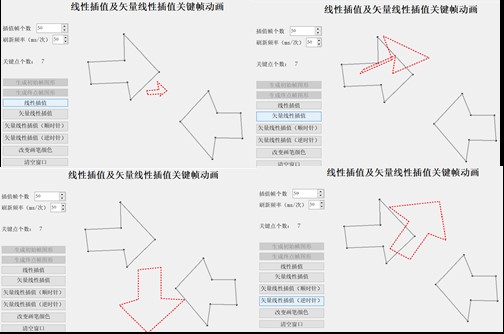 线性插值及矢量线性插值关键帧动画
插值帧个数 50
刷新频率 (ms/次) 50
关键点个数: 7
生成初始帧图形
生成终点帧图形
线性插值
矢量线性插值
矢量线性插值(顺时针)
矢量线性插值(逆时针)
改变画笔颜色
清空窗口
线性插值及矢量线性插值关键帧动画
插值帧个数 50
刷新频率 (ms/次) 50
关键点个数: 7
生成初始帧图形
生成终点帧图形
线性插值
矢量线性插值
矢量线性插值(顺时针)
矢量线性插值(逆时针)
改变画笔颜色
清空窗口
线性插值及矢量线性插值关键帧动画
插值帧个数 50
刷新频率 (ms/次) 50
关键点个数: 7
生成初始帧图形
生成终点帧图形
线性插值
矢量线性插值
矢量线性插值(顺时针)
矢量线性插值(逆时针)
改变画笔颜色
清空窗口
线性插值及矢量线性插值关键帧动画
插值帧个数 50
刷新频率 (ms/次) 50
关键点个数: 7
生成初始帧图形
生成终点帧图形
线性插值
矢量线性插值
矢量线性插值(顺时针)
矢量线性插值(逆时针)
改变画笔颜色
清空窗口